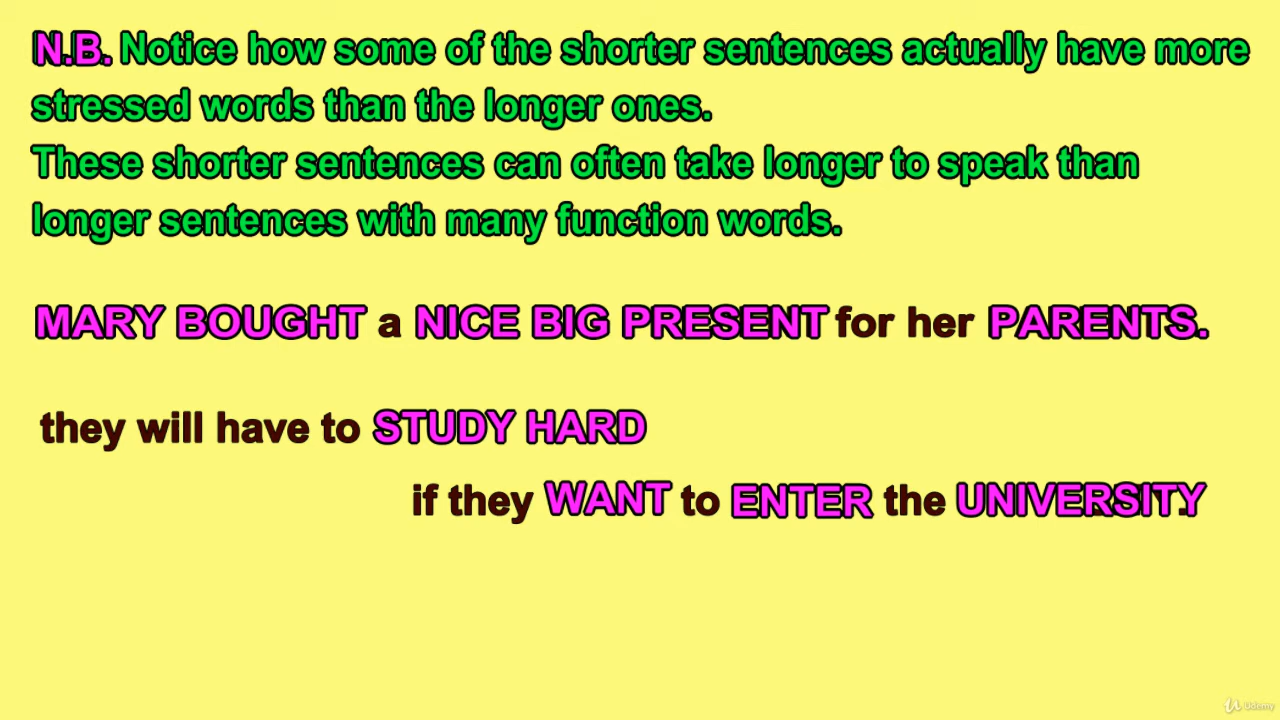 N.B. Notice how some of the shorter sentences actually have more
stressed words than the longer ones.
These shorter sentences can often take longer to speak than
longer sentences with many function words.
MARY BOUGHT a NICE BIG PRESENT for her PARENTS.
they will have to STUDY HARD
if they WANT to ENTER the UNIVERSITY
Udemy